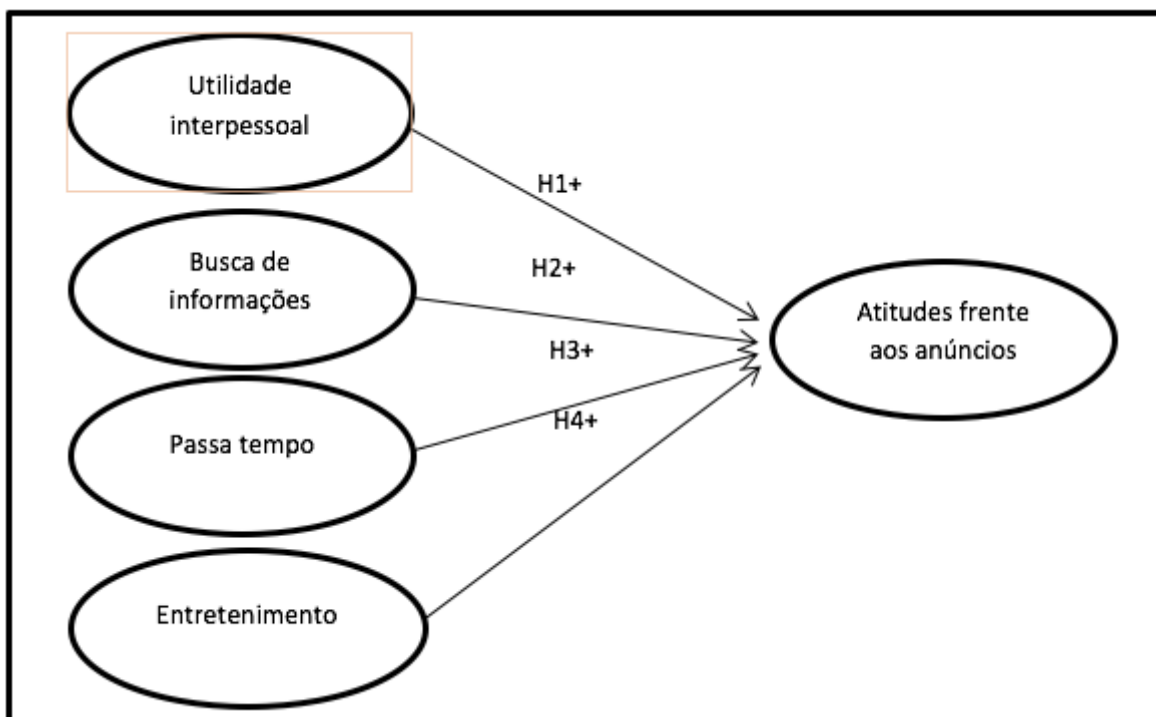 Utilidade
interpessoal
H1+
Busca de
informações
H2+
Atitudes frente
aos anúncios
H3+
Passa tempo
H4+
Entretenimento